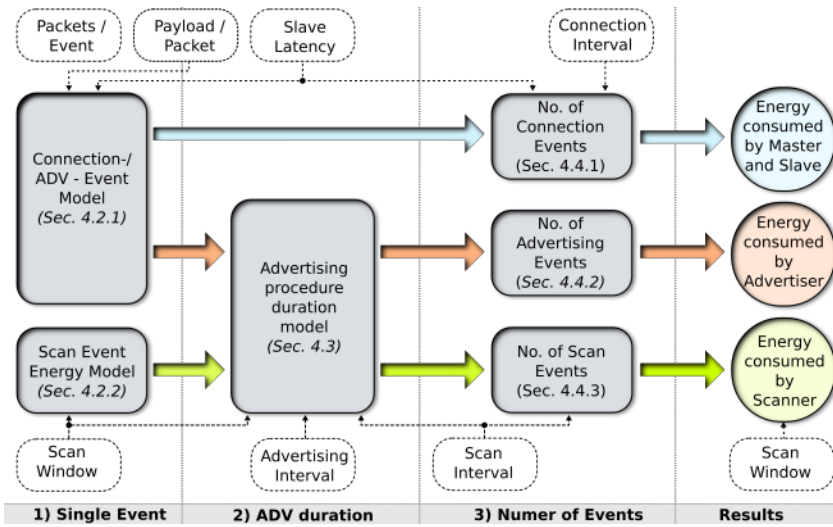 Packets /
Event
Payload /
Packet
Slave
Latency
Connection
Interval
Connection-/
ADV - Event
Model
(Sec. 4.2.1)
No. of
Connection
Events
(Sec. 4.4.1)
Energy
consumed
by Master
and Slave
Advertising
procedure
duration
model
(Sec. 4.3)
No. of
Advertising
Events
(Sec. 4.4.2)
Energy
consumed
by
Advertiser
Scan Event
Energy Model
(Sec. 4.2.2)
No. of Scan
Events
(Sec. 4.4.3)
Energy
consumed
by
Scanner
Scan
Window
Advertising
Interval
Scan
Interval
Scan
Window
1) Single Event
2) ADV duration
3) Numer of Events
Results